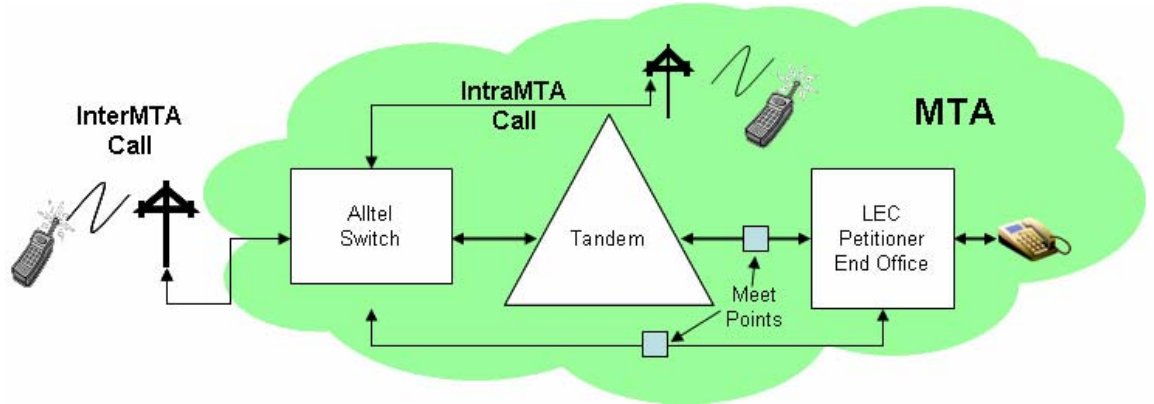 InterMTA
Call
IntraMTA
Call
MTA
Alltel
Switch
Tandem
LEC
Petitioner
End Office
Meet
Points